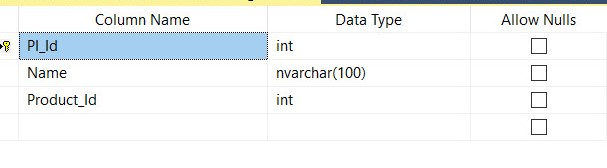 Column Name Data Type Allow Nulls
PI_Id int
Name nvarchar(100)
Product_Id int